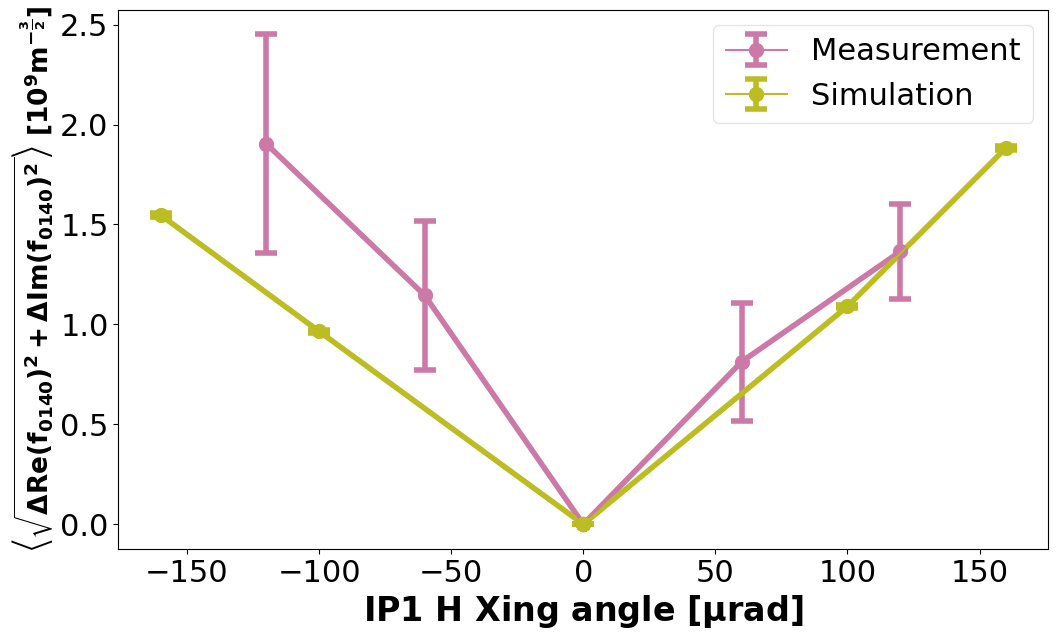 ⟨√ΔRe(f₀₁₄₀)² + ΔIm(f₀₁₄₀)²⟩ [10⁹m^{-3/2}]
2.5
2.0
1.5
1.0
0.5
0.0
Measurement
Simulation
−150 −100 −50 0 50 100 150
IP1 H Xing angle [μrad]